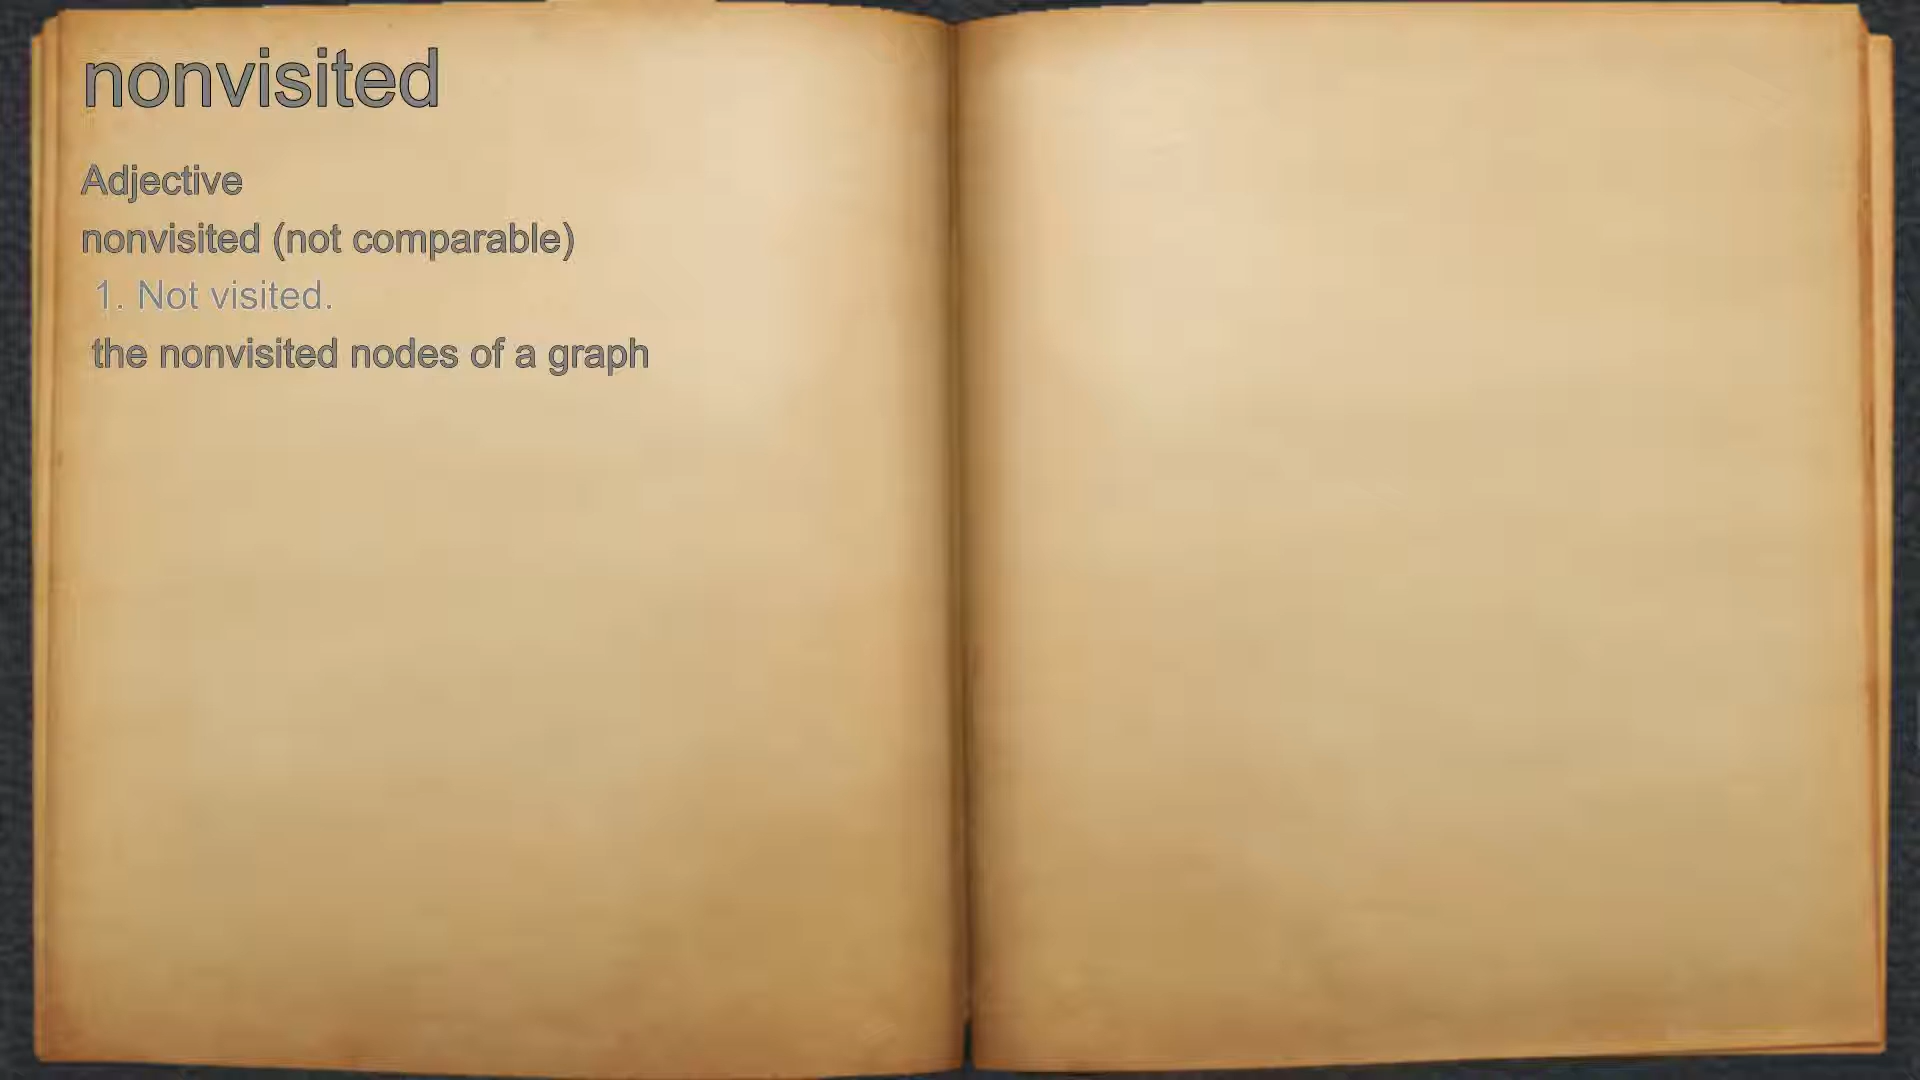 nonvisited
Adjective
nonvisited (not comparable)
1. Not visited.
the nonvisited nodes of a graph